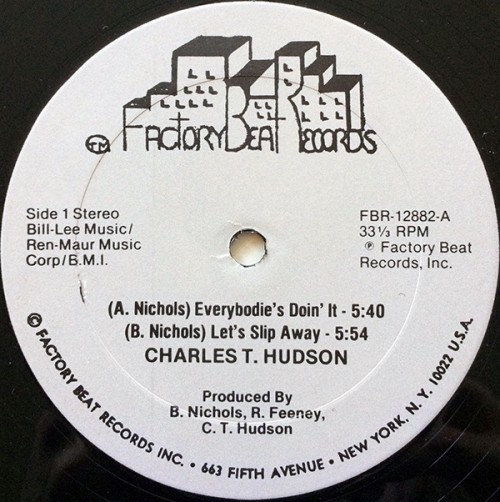 TM FACTORY BEAT RECORDS
Side 1 Stereo
Bill-Lee Music/
Ren-Maur Music
Corp/B.M.I.
FBR-12882-A
33 ⅓ RPM
℗ Factory Beat
Records, Inc.
(A. Nichols) Everybodie's Doin' It - 5:40
(B. Nichols) Let's Slip Away - 5:54
CHARLES T. HUDSON
Produced By
B. Nichols, R. Feeney,
C. T. Hudson
© FACTORY BEAT RECORDS INC. • 663 FIFTH AVENUE • NEW YORK, N. Y. 10022 U.S.A.